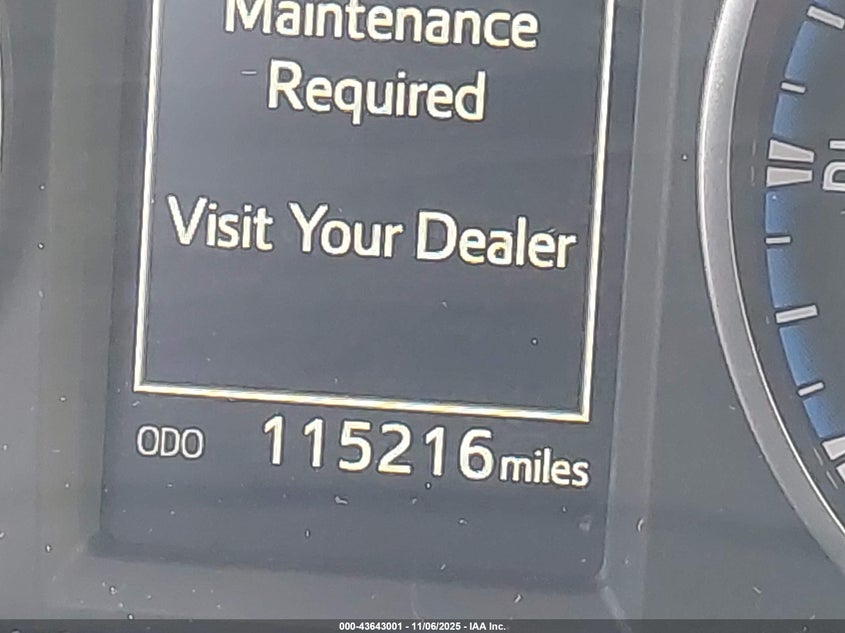 Maintenance
Required
Visit Your Dealer
ODO 115216 miles
000-43643001 - 11/06/2025 - IAA Inc.